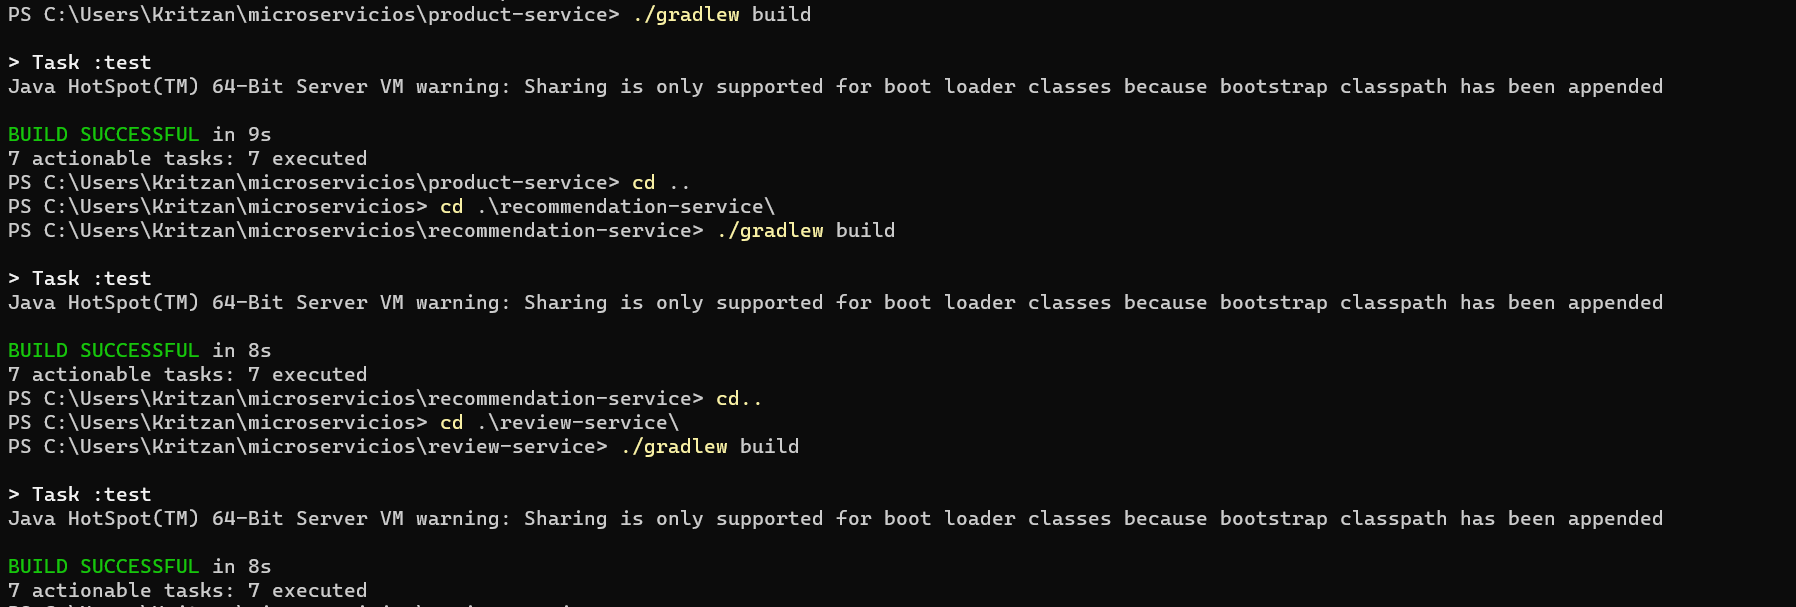 PS C:\Users\Kritzan\microservicios\product-service> ./gradlew build
> Task :test
Java HotSpot(TM) 64-Bit Server VM warning: Sharing is only supported for boot loader classes because bootstrap classpath has been appended
BUILD SUCCESSFUL in 9s
7 actionable tasks: 7 executed
PS C:\Users\Kritzan\microservicios\product-service> cd ..
PS C:\Users\Kritzan\microservicios> cd .\recommendation-service\
PS C:\Users\Kritzan\microservicios\recommendation-service> ./gradlew build
> Task :test
Java HotSpot(TM) 64-Bit Server VM warning: Sharing is only supported for boot loader classes because bootstrap classpath has been appended
BUILD SUCCESSFUL in 8s
7 actionable tasks: 7 executed
PS C:\Users\Kritzan\microservicios\recommendation-service> cd..
PS C:\Users\Kritzan\microservicios> cd .\review-service\
PS C:\Users\Kritzan\microservicios\review-service> ./gradlew build
> Task :test
Java HotSpot(TM) 64-Bit Server VM warning: Sharing is only supported for boot loader classes because bootstrap classpath has been appended
BUILD SUCCESSFUL in 8s
7 actionable tasks: 7 executed